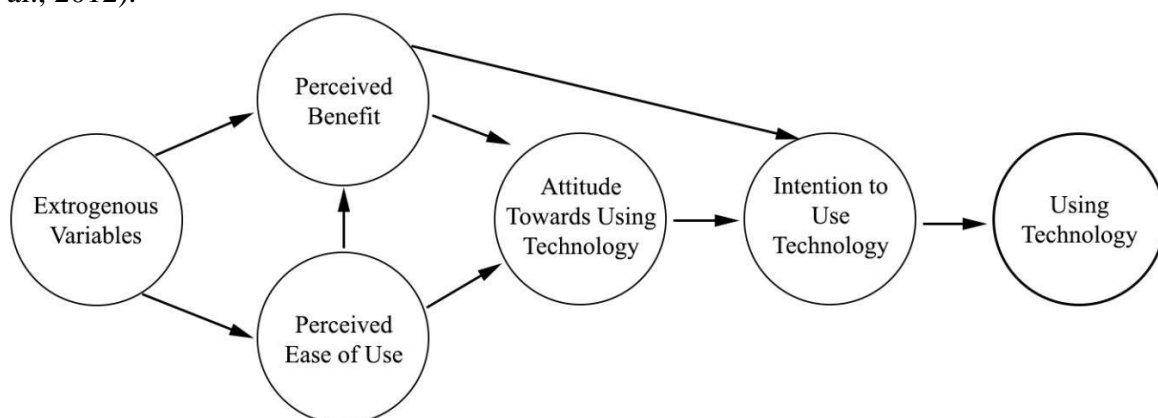 al., 2012).
Perceived
Benefit
Extrogenous
Variables
Attitude
Towards Using
Technology
Intention to
Use
Technology
Using
Technology
Perceived
Ease of Use